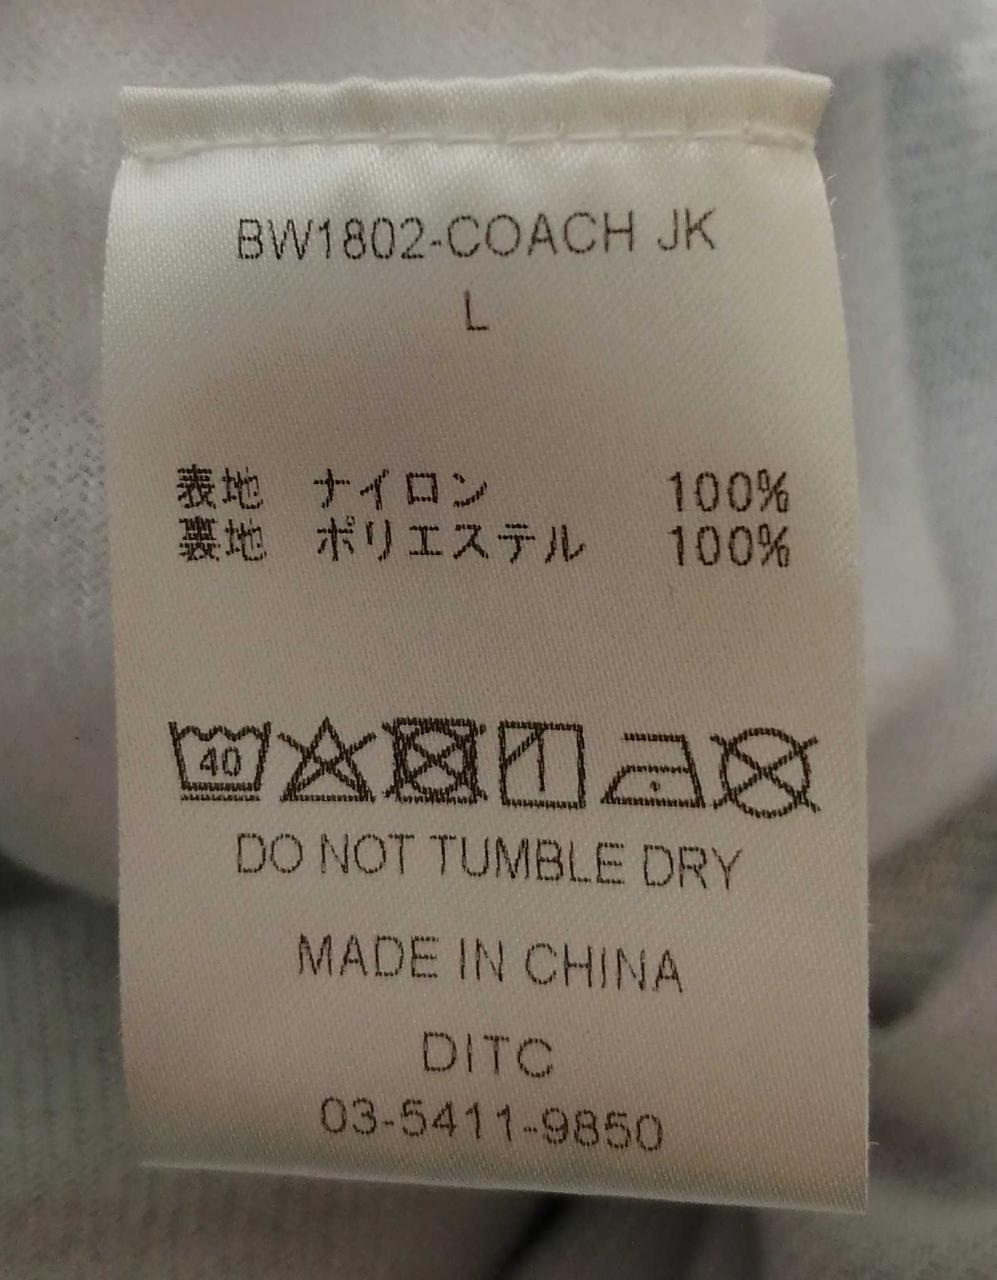 BW1802-COACH JK
L
表地 ナイロン 100%
裏地 ポリエステル 100%
40
DO NOT TUMBLE DRY
MADE IN CHINA
DITC
03-5411-9850